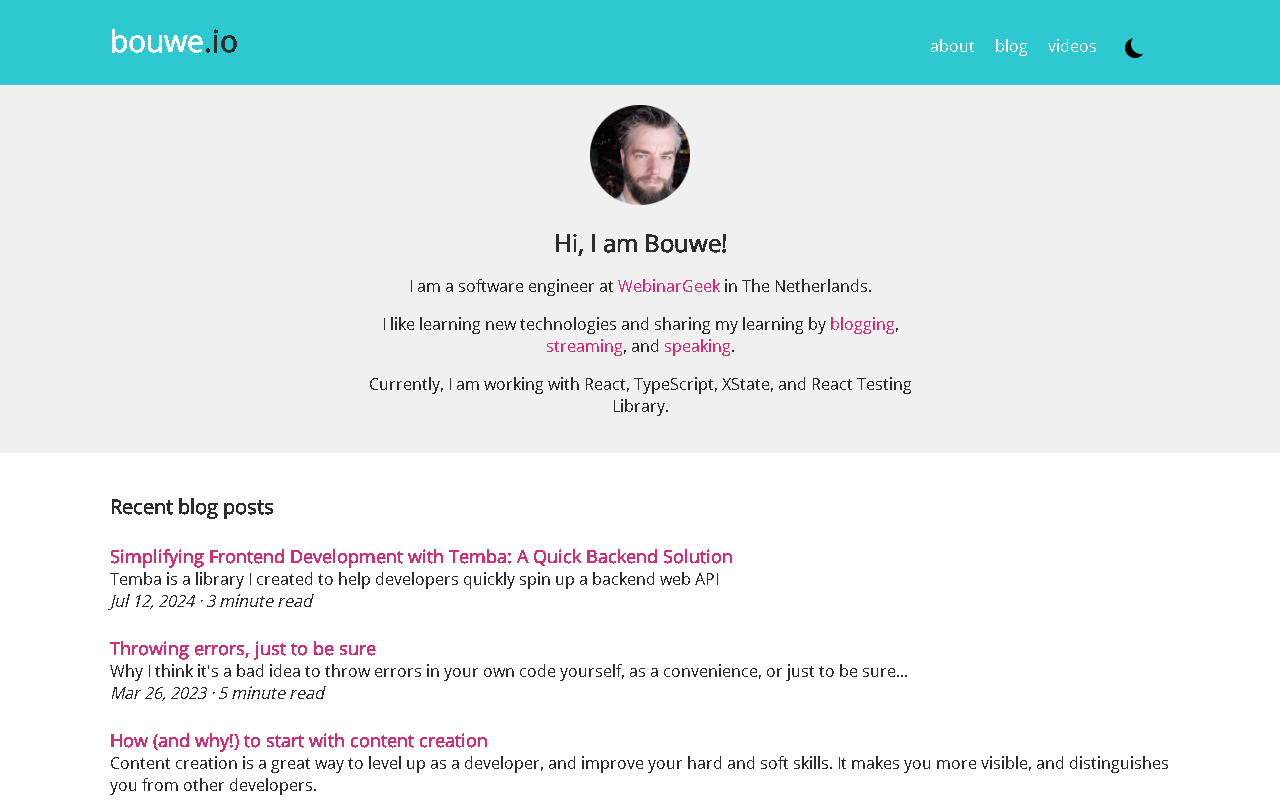 bouwe.io
about blog videos
Hi, I am Bouwe!
I am a software engineer at WebinarGeek in The Netherlands.
I like learning new technologies and sharing my learning by blogging,
streaming, and speaking.
Currently, I am working with React, TypeScript, XState, and React Testing
Library.
Recent blog posts
Simplifying Frontend Development with Temba: A Quick Backend Solution
Temba is a library I created to help developers quickly spin up a backend web API
Jul 12, 2024 · 3 minute read
Throwing errors, just to be sure
Why I think it's a bad idea to throw errors in your own code yourself, as a convenience, or just to be sure...
Mar 26, 2023 · 5 minute read
How (and why!) to start with content creation
Content creation is a great way to level up as a developer, and improve your hard and soft skills. It makes you more visible, and distinguishes
you from other developers.